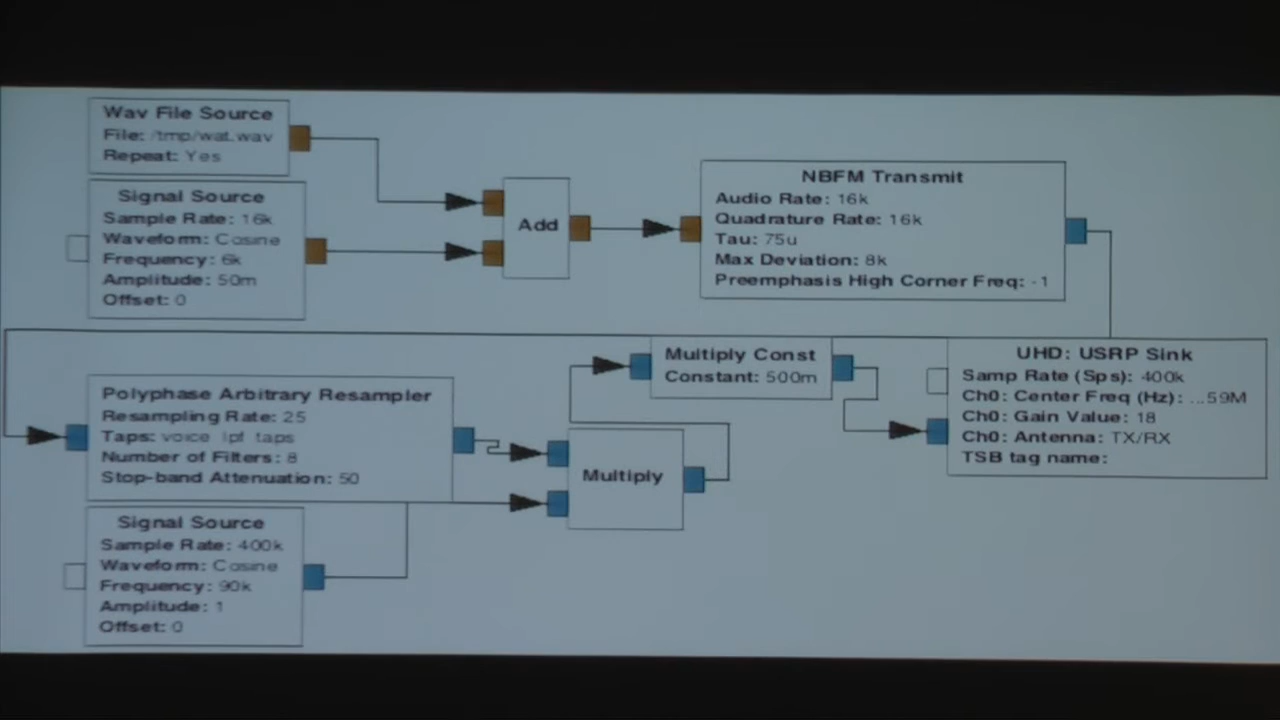 Wav File Source
File: /tmp/wat.wav
Repeat: Yes
Signal Source
Sample Rate: 16k
Waveform: Cosine
Frequency: 6k
Amplitude: 50m
Offset: 0
Add
NBFM Transmit
Audio Rate: 16k
Quadrature Rate: 16k
Tau: 75u
Max Deviation: 8k
Preemphasis High Corner Freq: -1
Polyphase Arbitrary Resampler
Resampling Rate: 25
Taps: voice_lpf_taps
Number of Filters: 8
Stop-band Attenuation: 50
Signal Source
Sample Rate: 400k
Waveform: Cosine
Frequency: 90k
Amplitude: 1
Offset: 0
Multiply
Multiply Const
Constant: 500m
UHD: USRP Sink
Samp Rate (Sps): 400k
Ch0: Center Freq (Hz): ...59M
Ch0: Gain Value: 18
Ch0: Antenna: TX/RX
TSB tag name: